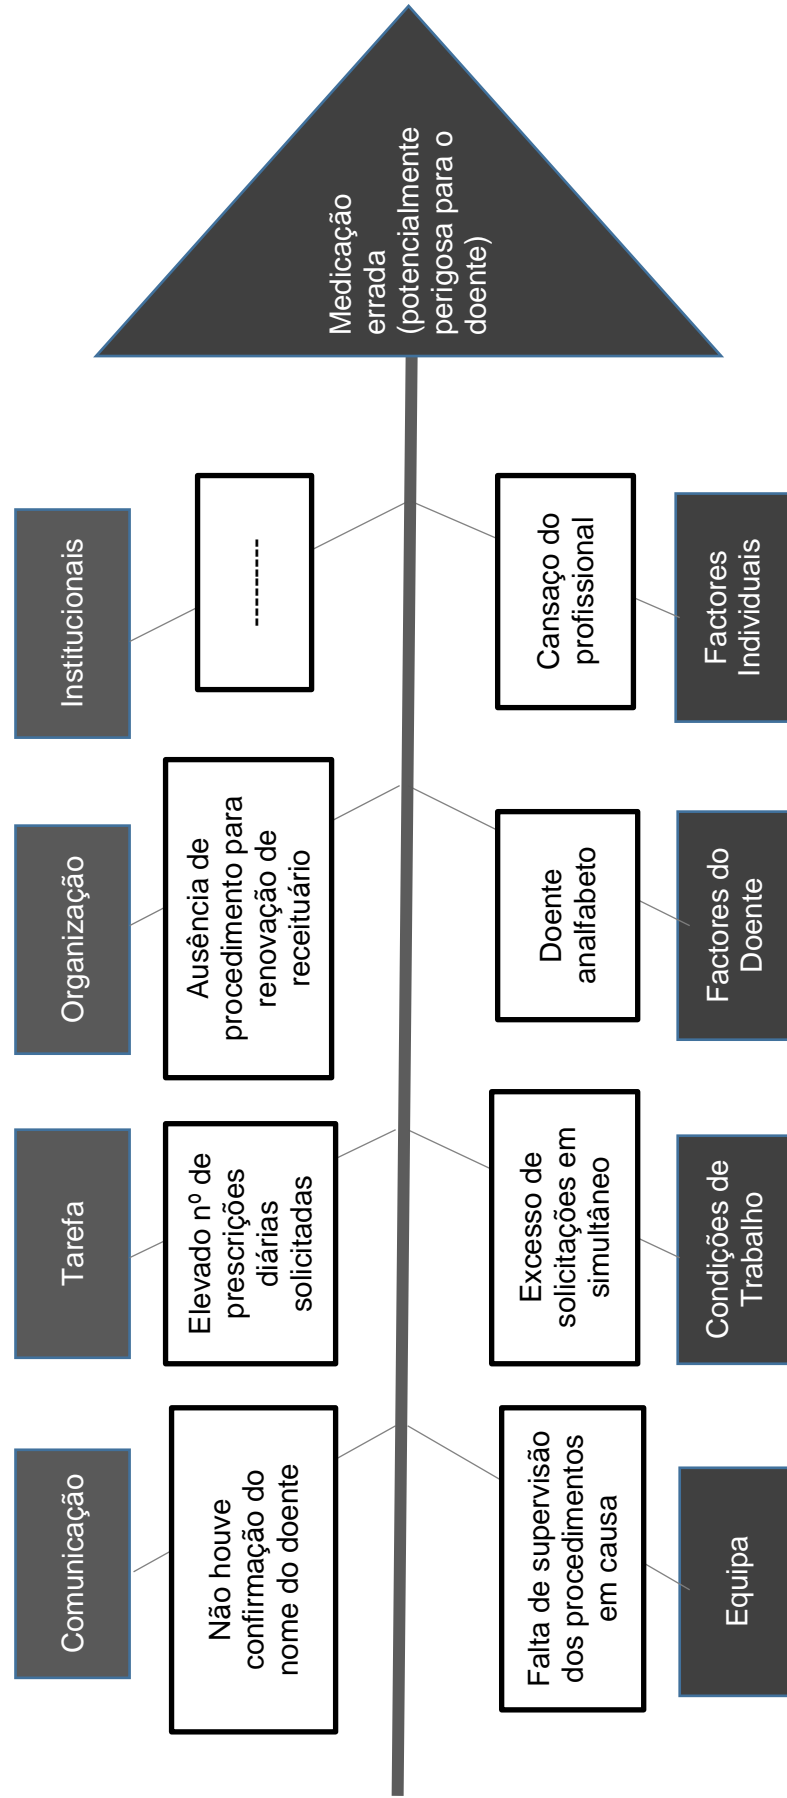 Comunicação
Tarefa
Organização
Institucionais
Não houve
confirmação do
nome do doente
Elevado nº de
prescrições
diárias
solicitadas
Ausência de
procedimento para
renovação de
receituário
----------
Medicação
errada
(potencialmente
perigosa para o
doente)
Falta de supervisão
dos procedimentos
em causa
Excesso de
solicitações em
simultâneo
Doente
analfabeto
Cansaço do
profissional
Equipa
Condições de
Trabalho
Factores do
Doente
Factores
Individuais